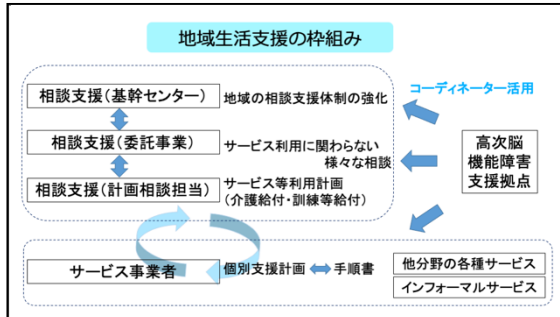 地域生活支援の枠組み
コーディネーター活用
相談支援(基幹センター)
地域の相談支援体制の強化
相談支援(委託事業)
サービス利用に関わらない
様々な相談
相談支援(計画相談担当)
サービス等利用計画
(介護給付・訓練等給付)
高次脳
機能障害
支援拠点
サービス事業者
個別支援計画
手順書
他分野の各種サービス
インフォーマルサービス